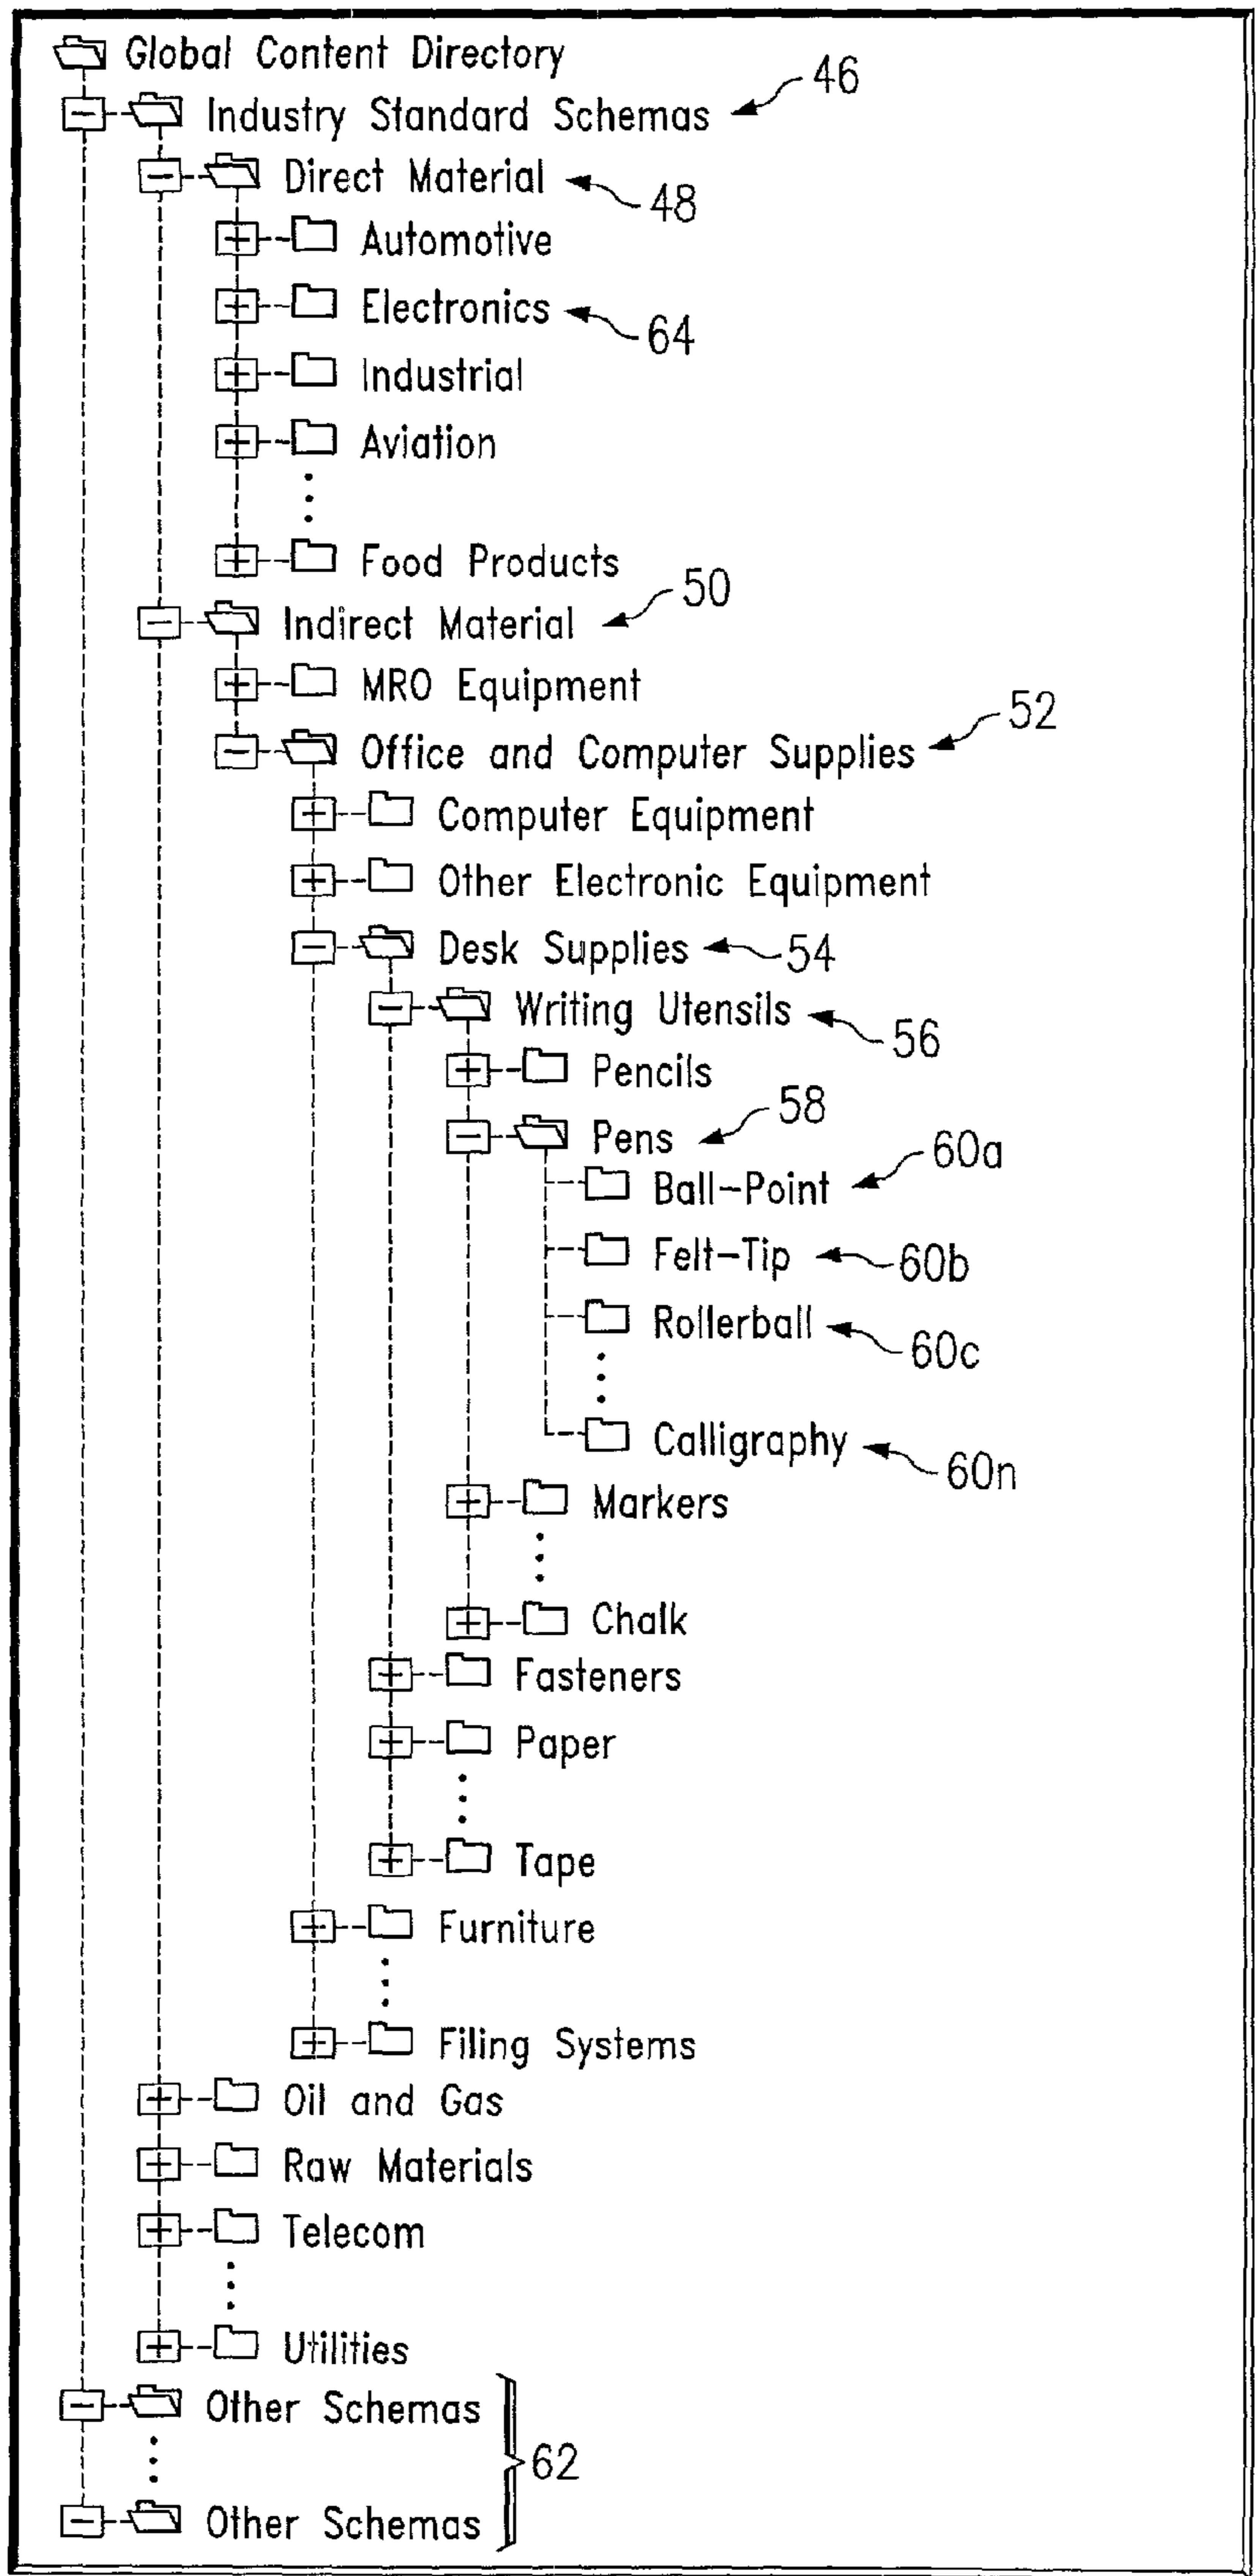 Global Content Directory
Industry Standard Schemas 46
Direct Material 48
Automotive
Electronics 64
Industrial
Aviation
Food Products
Indirect Material 50
MRO Equipment
Office and Computer Supplies 52
Computer Equipment
Other Electronic Equipment
Desk Supplies 54
Writing Utensils 56
Pencils
Pens 58
Ball-Point 60a
Felt-Tip 60b
Rollerball 60c
Calligraphy 60n
Markers
Chalk
Fasteners
Paper
Tape
Furniture
Filing Systems
Oil and Gas
Raw Materials
Telecom
Utilities
Other Schemas
62
Other Schemas